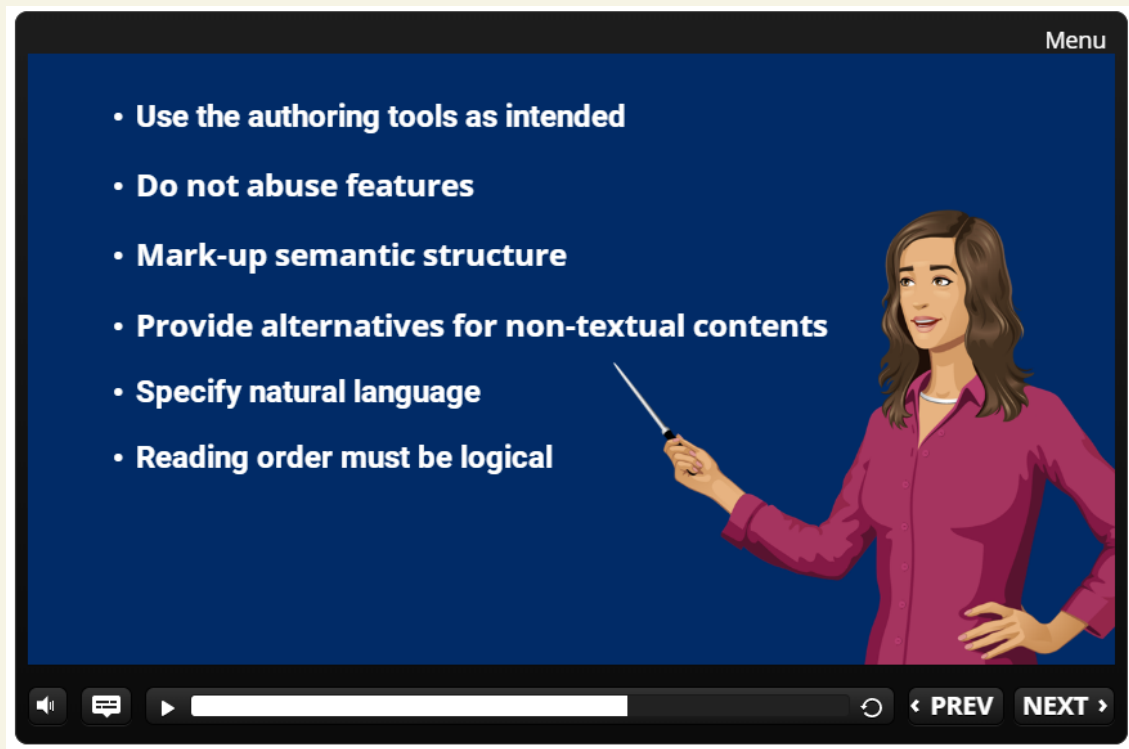 Menu
• Use the authoring tools as intended
• Do not abuse features
• Mark-up semantic structure
• Provide alternatives for non-textual contents
• Specify natural language
• Reading order must be logical
‹ PREV NEXT ›